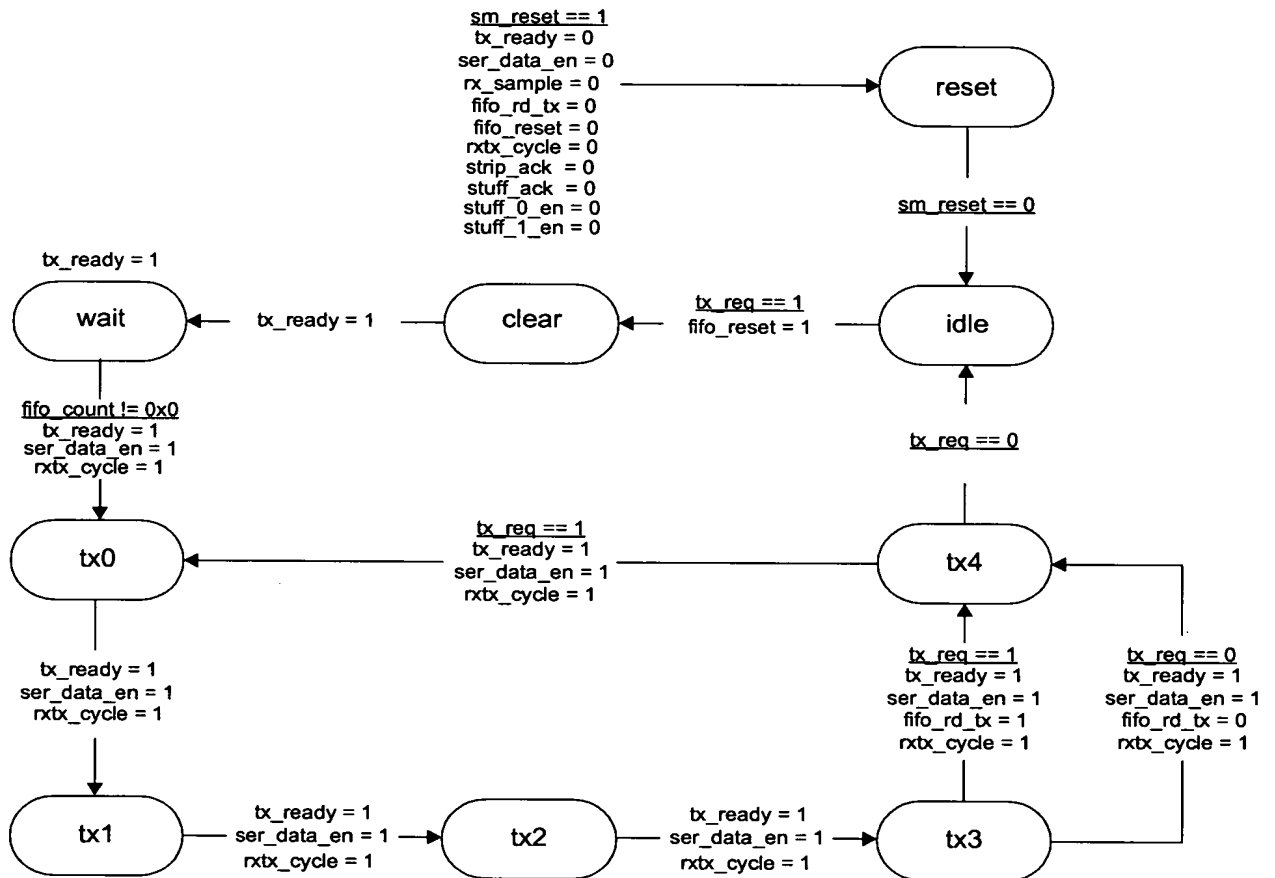 sm_reset == 1
tx_ready = 0
ser_data_en = 0
rx_sample = 0
fifo_rd_tx = 0
fifo_reset = 0
rxtx_cycle = 0
strip_ack = 0
stuff_ack = 0
stuff_0_en = 0
stuff_1_en = 0
reset
sm_reset == 0
tx_ready = 1
wait
tx_ready = 1
clear
tx_req == 1
fifo_reset = 1
idle
fifo_count != 0x0
tx_ready = 1
ser_data_en = 1
rxtx_cycle = 1
tx_req == 0
tx0
tx_req == 1
tx_ready = 1
ser_data_en = 1
rxtx_cycle = 1
tx4
tx_ready = 1
ser_data_en = 1
rxtx_cycle = 1
tx_req == 1
tx_ready = 1
ser_data_en = 1
fifo_rd_tx = 1
rxtx_cycle = 1
tx_req == 0
tx_ready = 1
ser_data_en = 1
fifo_rd_tx = 0
rxtx_cycle = 1
tx1
tx_ready = 1
ser_data_en = 1
rxtx_cycle = 1
tx2
tx_ready = 1
ser_data_en = 1
rxtx_cycle = 1
tx3